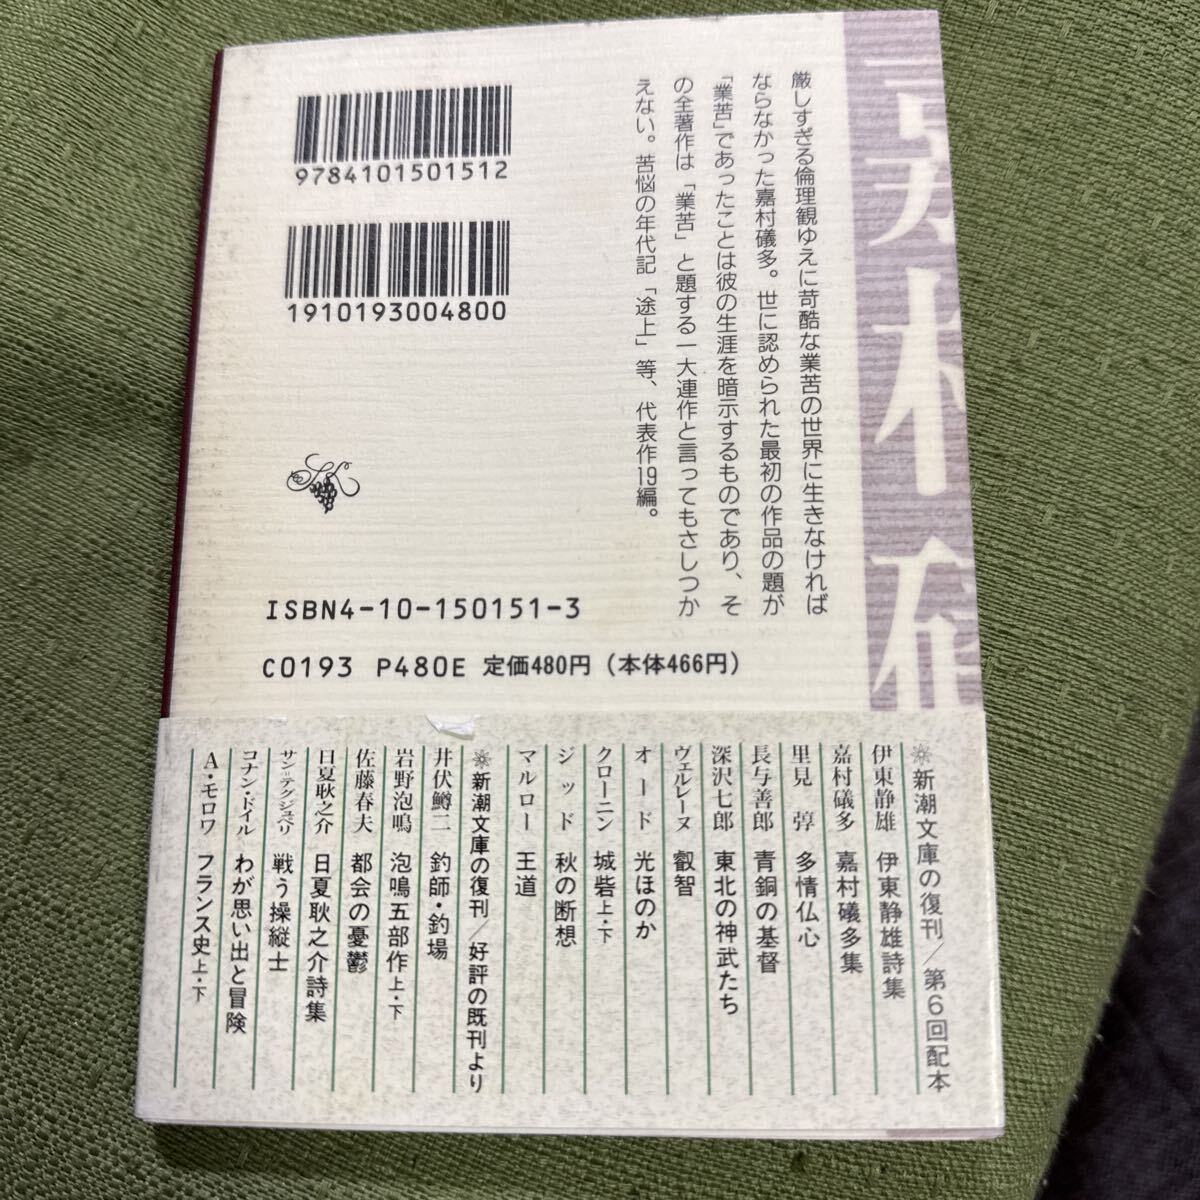 嘉村礒
厳しすぎる倫理観ゆえに苛酷な業苦の世界に生きなければ
ならなかった嘉村礒多。世に認められた最初の作品の題が
「業苦」であったことは彼の生涯を暗示するものであり、そ
の全著作は「業苦」と題する一大連作と言ってもさしつか
えない。苦悩の年代記「途上」等、代表作19編。
9784101501512
1910193004800
ISBN4-10-150151-3
C0193 P480E 定価480円（本体466円）
新潮文庫の復刊／第6回配本
伊東静雄 伊東静雄詩集
嘉村礒多 嘉村礒多集
里見弴 多情仏心
長与善郎 青銅の基督
深沢七郎 東北の神武たち
ヴェルレーヌ 叡智
オードー 光ほのか
クローニン 城砦上・下
ジッド 秋の断想
マルロー 王道
新潮文庫の復刊／好評の既刊より
井伏鱒二 釣師・釣場
岩野泡鳴 泡鳴五部作上・下
佐藤春夫 都会の憂鬱
日夏耿之介 日夏耿之介詩集
サン=テグジュペリ 戦う操縦士
コナン・ドイル わが思い出と冒険
A・モロワ フランス史上・下